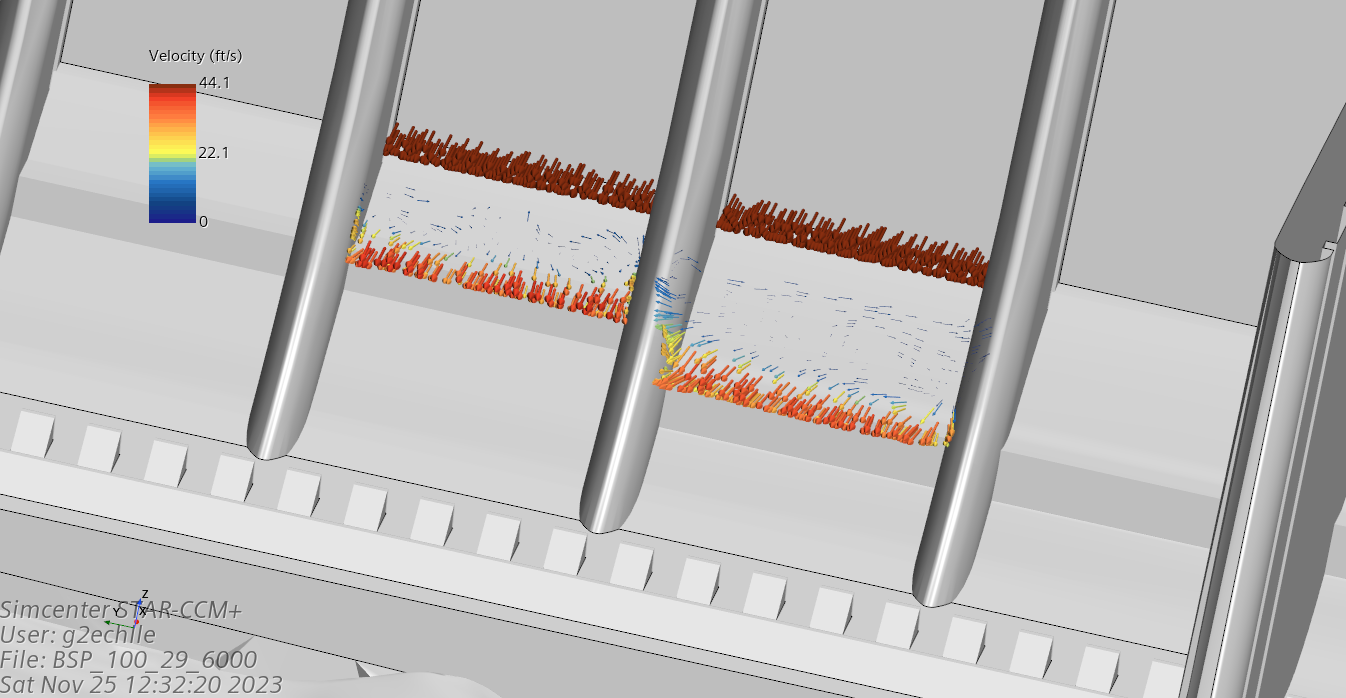 Velocity (ft/s)
44.1
22.1
0
Z
Y X
Simcenter STAR-CCM+
User: g2echlle
File: BSP_100_29_6000
Sat Nov 25 12:32:20 2023